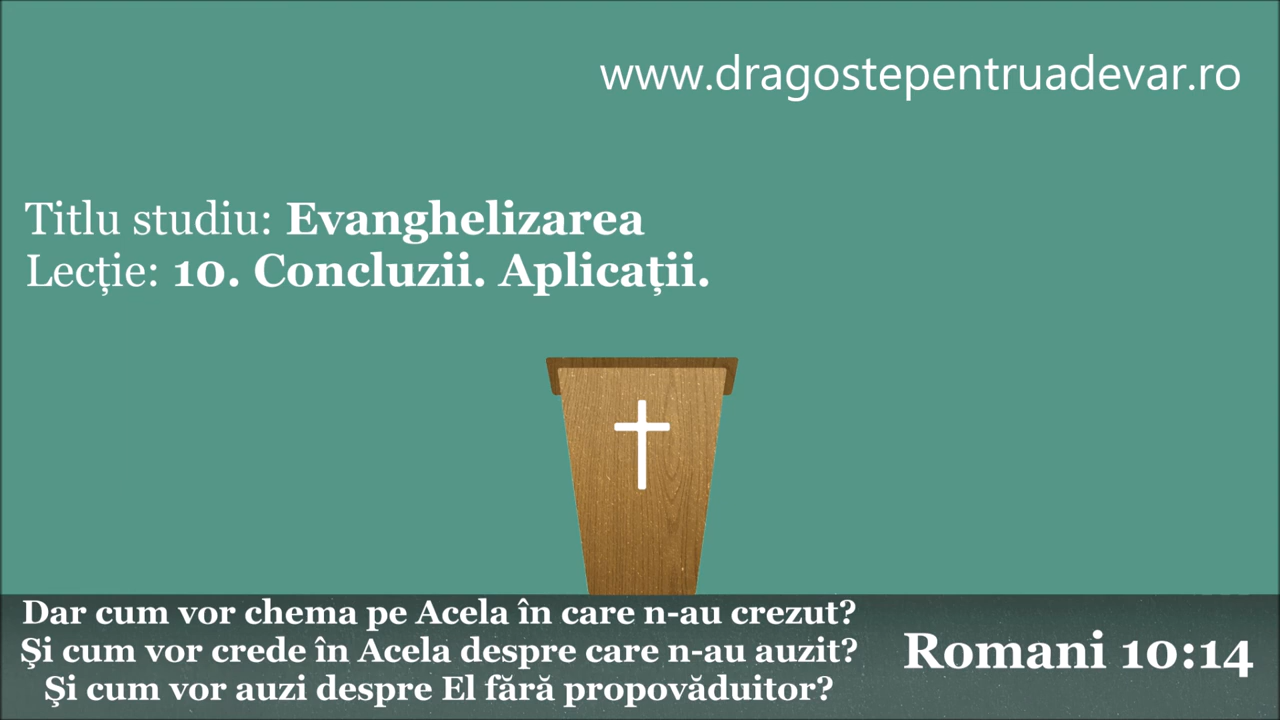 www.dragostepentruadevar.ro
Titlu studiu: Evanghelizarea
Lecție: 10. Concluzii. Aplicații.
Dar cum vor chema pe Acela în care n-au crezut?
Şi cum vor crede în Acela despre care n-au auzit?
Şi cum vor auzi despre El fără propovăduitor?
Romani 10:14